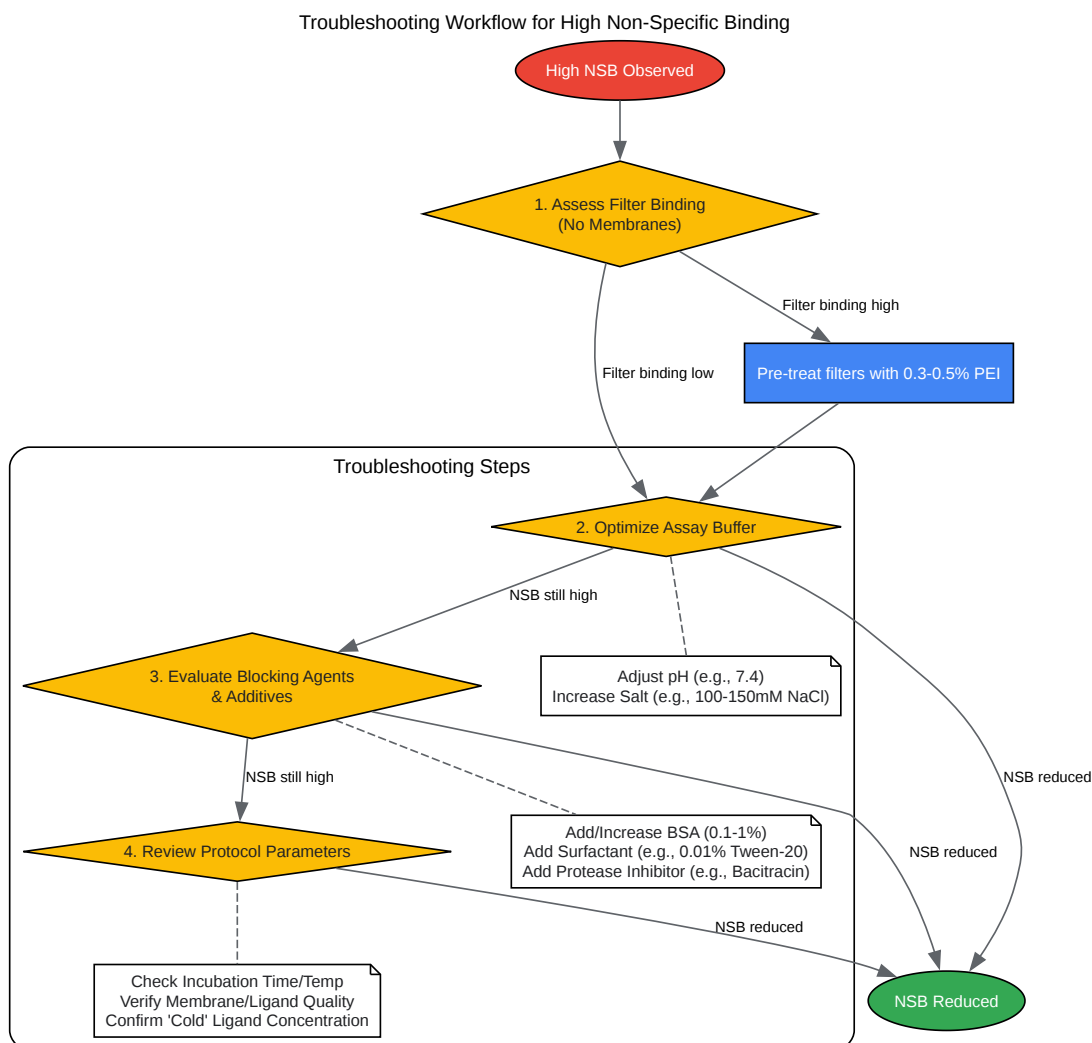 Troubleshooting Workflow for High Non-Specific Binding
High NSB Observed
1. Assess Filter Binding
(No Membranes)
Filter binding high
Filter binding low
Pre-treat filters with 0.3-0.5% PEI
Troubleshooting Steps
2. Optimize Assay Buffer
NSB still high
Adjust pH (e.g., 7.4)
Increase Salt (e.g., 100-150mM NaCl)
3. Evaluate Blocking Agents
& Additives
NSB still high
NSB reduced
Add/Increase BSA (0.1-1%)
Add Surfactant (e.g., 0.01% Tween-20)
Add Protease Inhibitor (e.g., Bacitracin)
4. Review Protocol Parameters
NSB reduced
NSB reduced
Check Incubation Time/Temp
Verify Membrane/Ligand Quality
Confirm 'Cold' Ligand Concentration
NSB Reduced